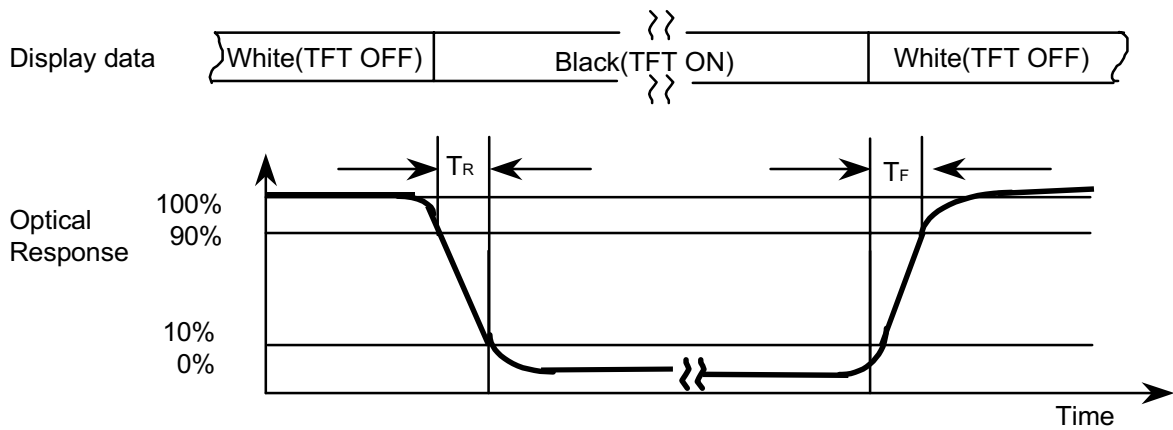 Display data
White(TFT OFF)
Black(TFT ON)
White(TFT OFF)
TR
TF
Optical
Response
100%
90%
10%
0%
Time